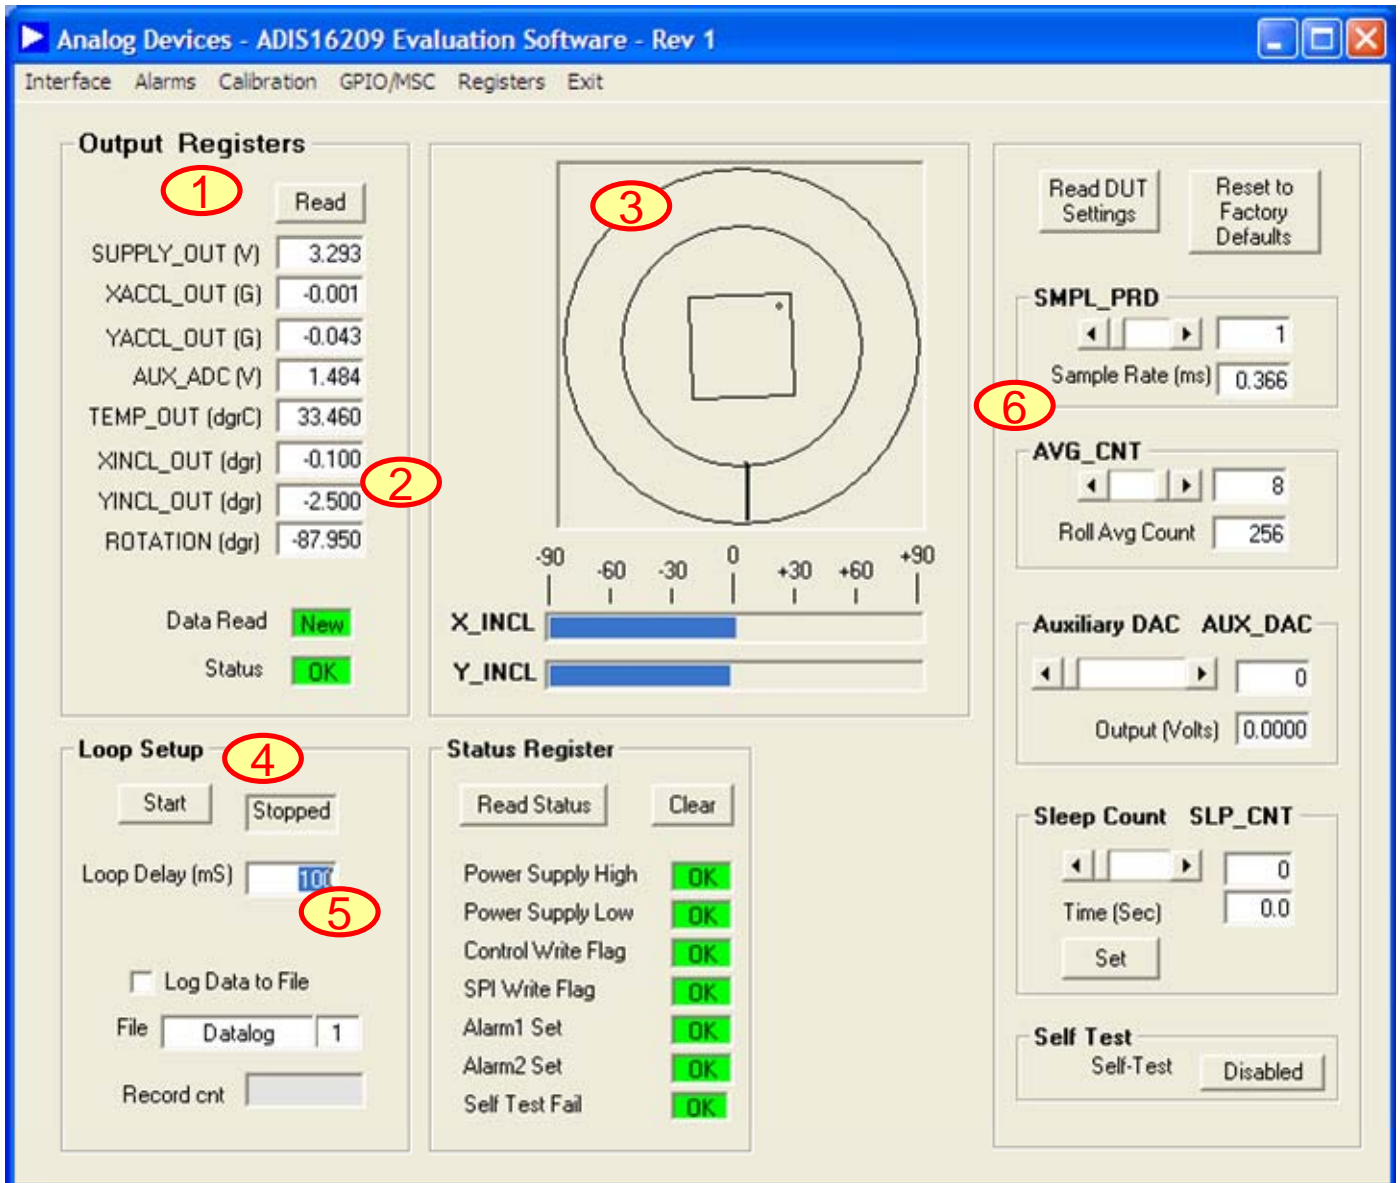 Analog Devices - ADIS16209 Evaluation Software - Rev 1
Interface Alarms Calibration GPIO/MSC Registers Exit
Output Registers
1
Read
SUPPLY_OUT (V) 3.293
XACCL_OUT (G) -0.001
YACCL_OUT (G) -0.043
AUX_ADC (V) 1.484
TEMP_OUT (dgrC) 33.460
XINCL_OUT (dgr) -0.100
2
YINCL_OUT (dgr) -2.500
ROTATION (dgr) -87.950
Data Read New
Status OK
3
-90 -60 -30 0 +30 +60 +90
X_INCL
Y_INCL
Loop Setup
4
Start Stopped
Loop Delay (mS) 100
5
Log Data to File
File Datalog 1
Record cnt
Status Register
Read Status Clear
Power Supply High OK
Power Supply Low OK
Control Write Flag OK
SPI Write Flag OK
Alarm1 Set OK
Alarm2 Set OK
Self Test Fail OK
Read DUT Settings
Reset to Factory Defaults
SMPL_PRD
1
Sample Rate (ms) 0.366
6
AVG_CNT
8
Roll Avg Count 256
Auxiliary DAC AUX_DAC
0
Output (Volts) 0.0000
Sleep Count SLP_CNT
0
Time (Sec) 0.0
Set
Self Test
Self-Test Disabled